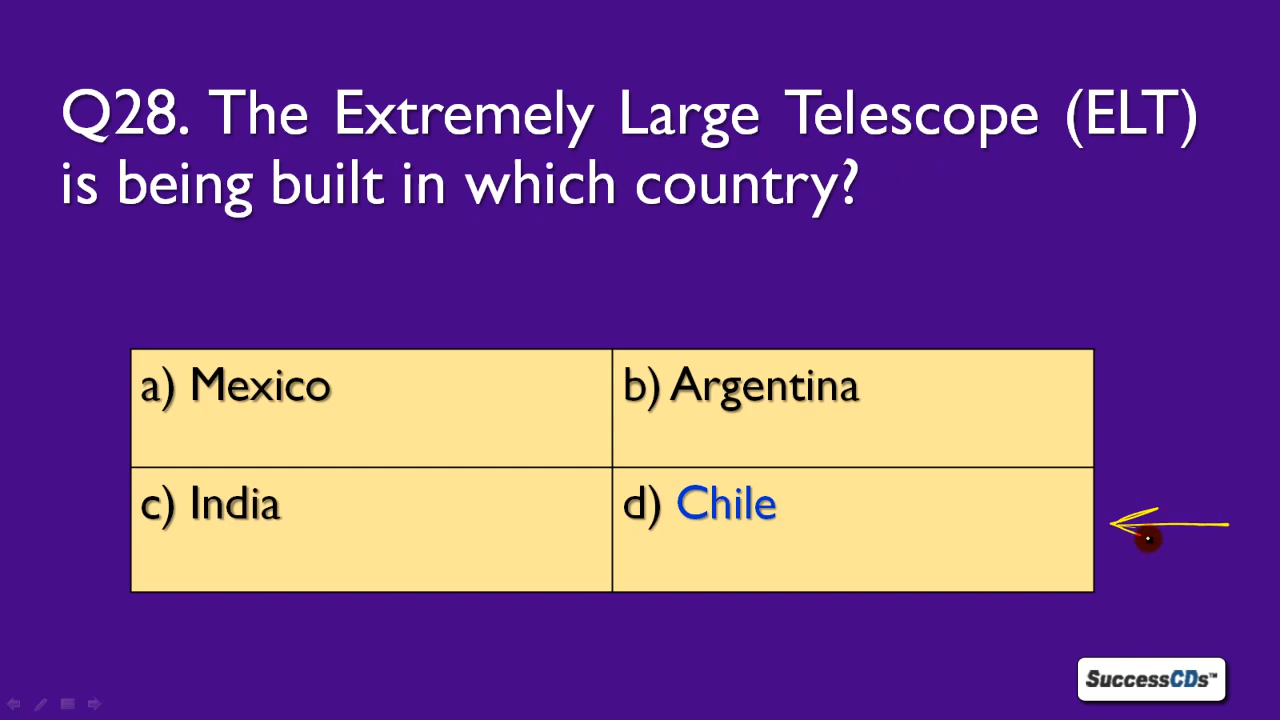 Q28. The Extremely Large Telescope (ELT)
is being built in which country?
a) Mexico
b) Argentina
c) India
d) Chile
SuccessCDs™